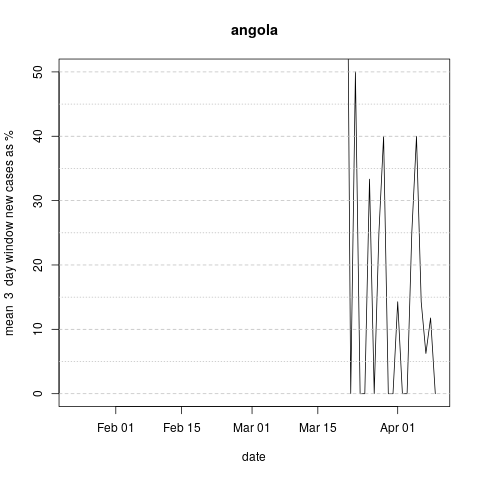 angola
mean 3 day window new cases as %
50
40
30
20
10
0
Feb 01
Feb 15
Mar 01
Mar 15
Apr 01
date